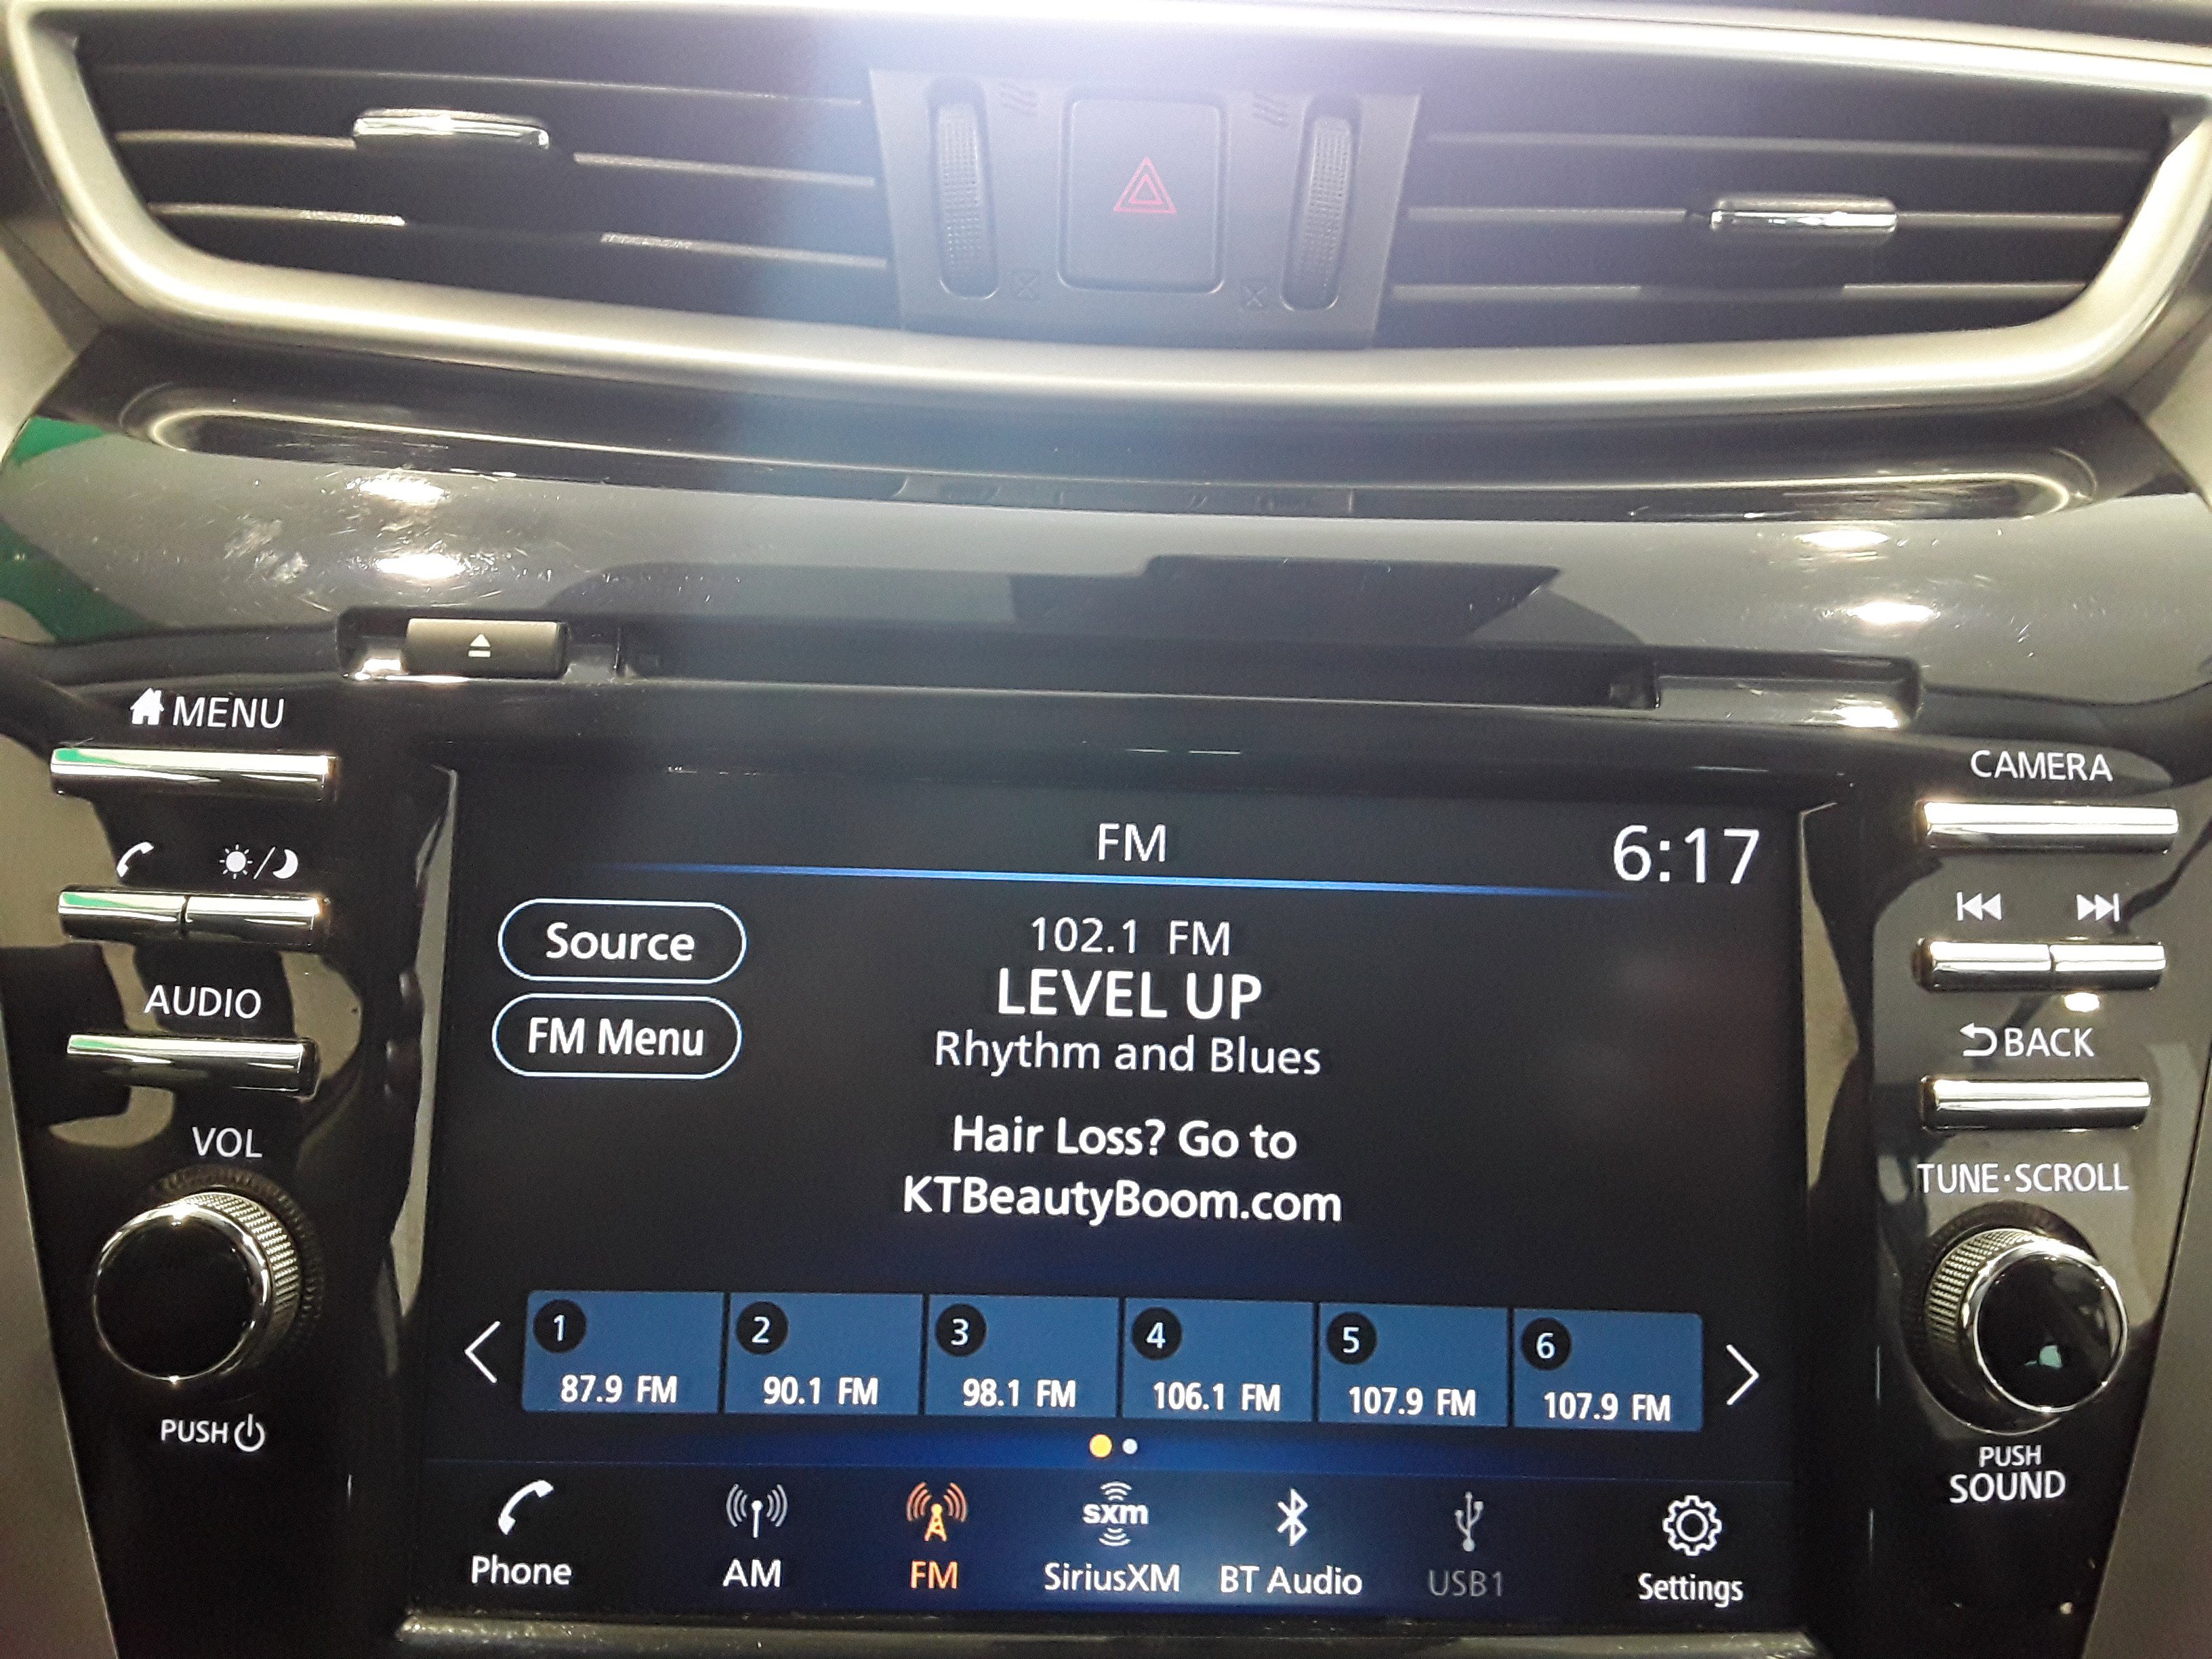 MENU
CAMERA
AUDIO
BACK
VOL
PUSH
TUNE·SCROLL
PUSH
SOUND
FM
6:17
Source
FM Menu
102.1 FM
LEVEL UP
Rhythm and Blues
Hair Loss? Go to
KTBeautyBoom.com
1 2 3 4 5 6
87.9 FM 90.1 FM 98.1 FM 106.1 FM 107.9 FM 107.9 FM
sxm
Phone AM FM SiriusXM BT Audio USB1 Settings